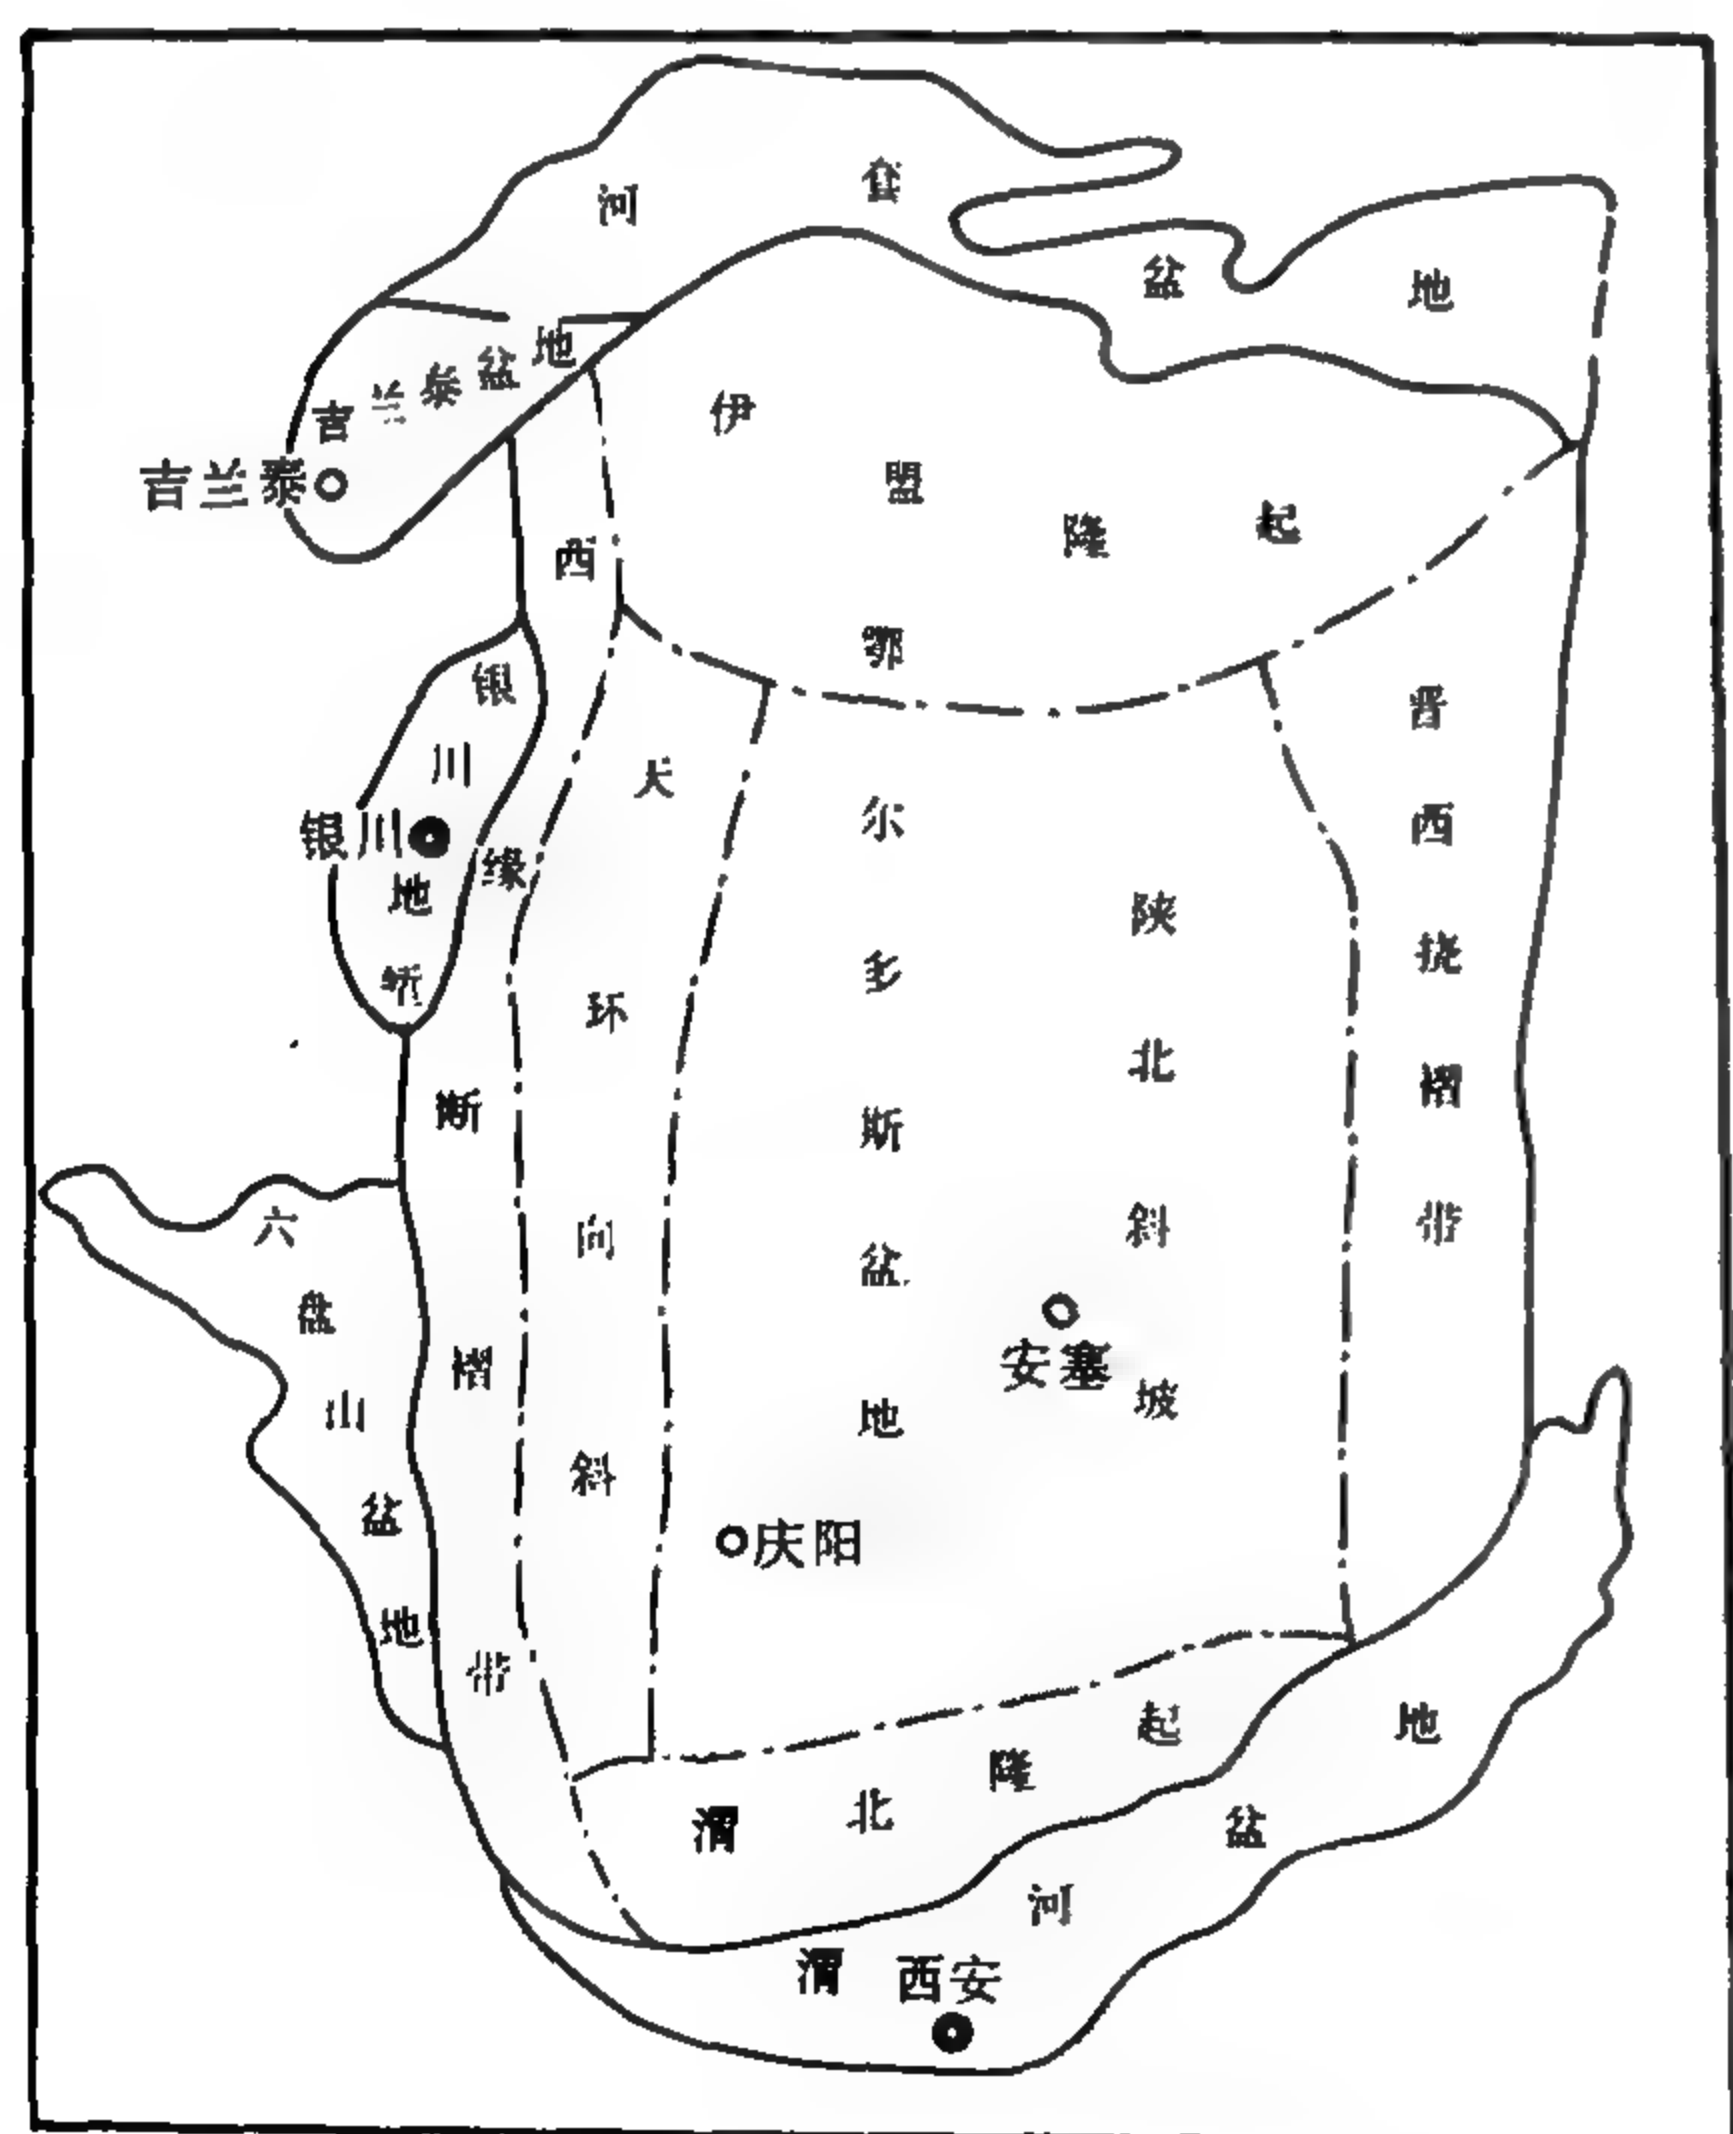 河套盆地
吉兰泰盆地
吉兰泰
伊盟隆起
西缘断褶带
银川地堑
银川
天环向斜
鄂尔多斯盆地
陕北斜坡
晋西挠褶带
六盘山盆地
安塞
庆阳
渭北隆起
渭河盆地
西安